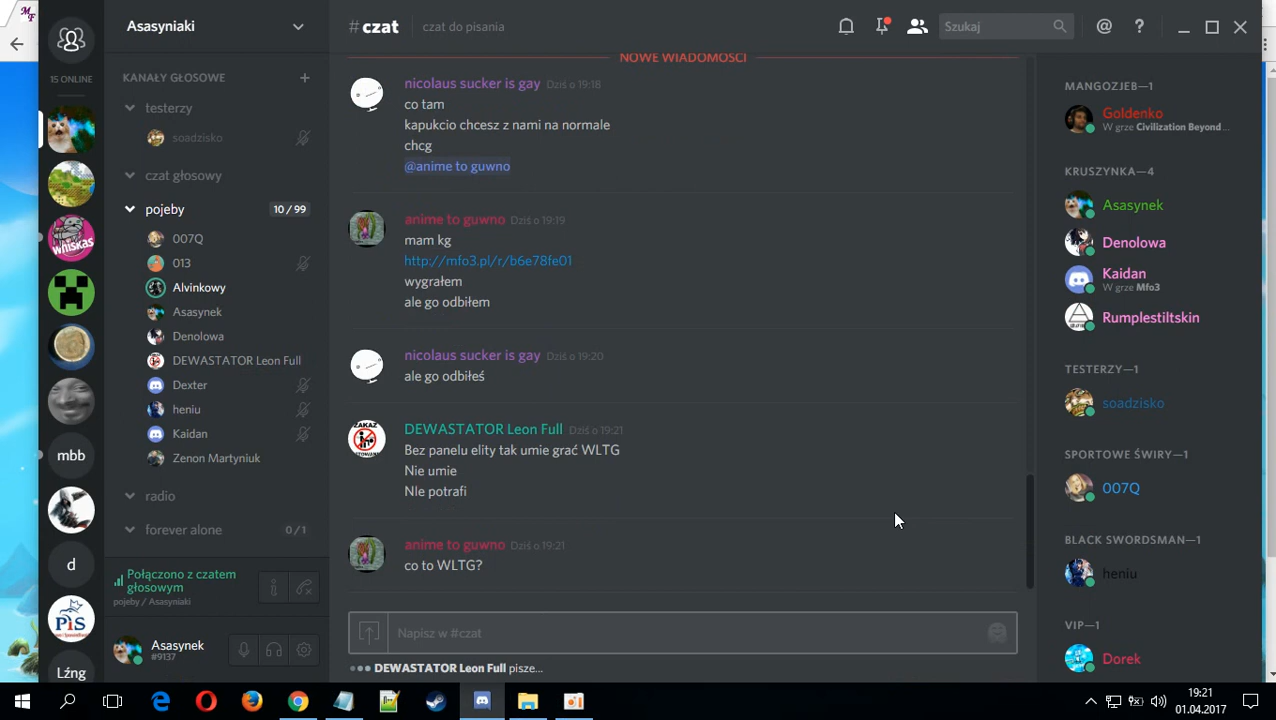 MF
Asasyniaki
#czat
czat do pisania
Szukaj
@
?
15 ONLINE
WHISKAS
mbb
d
PiS
Lźng
KANAŁY GŁOSOWE
+
testerzy
soadzisko
czat głosowy
pojeby
10 / 99
007Q
013
Alvinkowy
Asasynek
Denolowa
DEWASTATOR Leon Full
Dexter
heniu
Kaidan
Zenon Martyniuk
radio
forever alone
0 / 1
Połączono z czatem głosowym
pojeby / Asasyniaki
Asasynek
#9137
NOWE WIADOMOŚCI
nicolaus sucker is gay Dziś o 19:18
co tam
kapukcio chcesz z nami na normale
chcg
@anime to guwno
anime to guwno Dziś o 19:19
mam kg
http://mfo3.pl/r/b6e78fe01
wygrałem
ale go odbiłem
nicolaus sucker is gay Dziś o 19:20
ale go odbiłeś
ZAKAZ
DEWASTATOR Leon Full Dziś o 19:21
Bez panelu elity tak umie grać WLTG
Nie umie
NIe potrafi
anime to guwno Dziś o 19:21
co to WLTG?
Napisz w #czat
DEWASTATOR Leon Full pisze...
MANGOZJEB—1
Goldenko
W grze Civilization Beyond ...
KRUSZYNKA—4
Asasynek
Denolowa
Kaidan
W grze Mfo3
Rumplestiltskin
TESTERZY—1
soadzisko
SPORTOWE ŚWIRY—1
007Q
BLACK SWORDSMAN—1
heniu
VIP—1
Dorek
19:21
01.04.2017